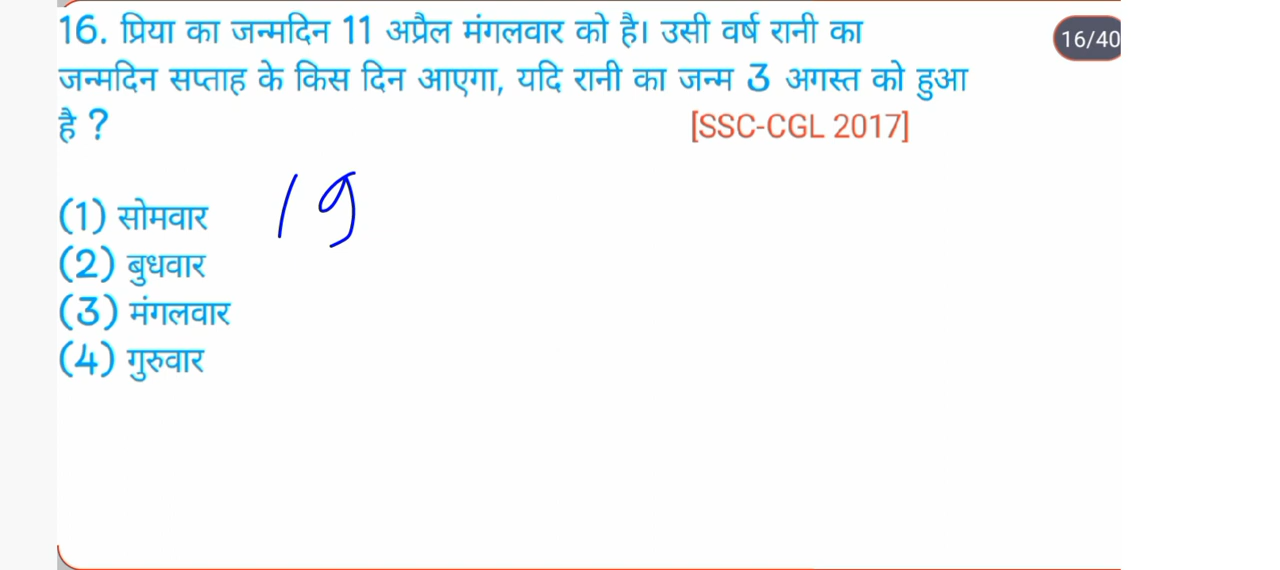 16. प्रिया का जन्मदिन 11 अप्रैल मंगलवार को है। उसी वर्ष रानी का
16/40
जन्मदिन सप्ताह के किस दिन आएगा, यदि रानी का जन्म 3 अगस्त को हुआ
है ?
[SSC-CGL 2017]
(1) सोमवार
19
(2) बुधवार
(3) मंगलवार
(4) गुरुवार